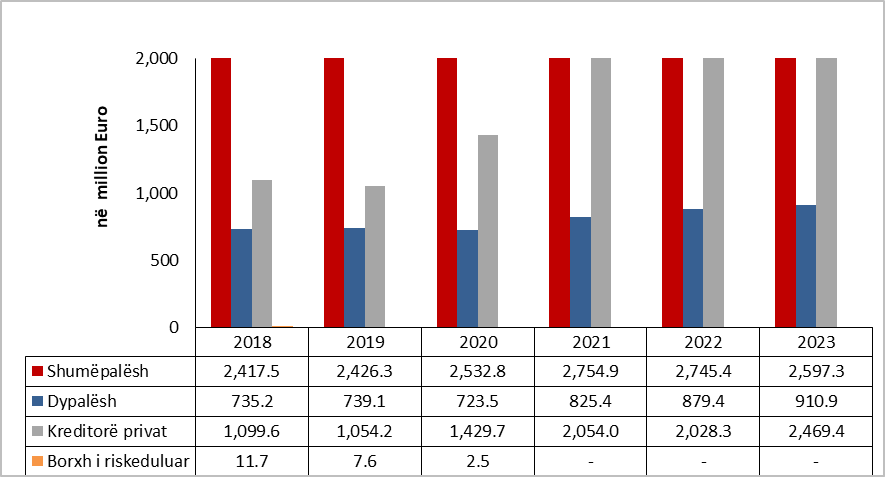 2,000
1,500
1,000
500
0
në million Euro
2018 2019 2020 2021 2022 2023
Shumëpalësh 2,417.5 2,426.3 2,532.8 2,754.9 2,745.4 2,597.3
Dypalësh 735.2 739.1 723.5 825.4 879.4 910.9
Kreditorë privat 1,099.6 1,054.2 1,429.7 2,054.0 2,028.3 2,469.4
Borxh i riskeduluar 11.7 7.6 2.5 - - -